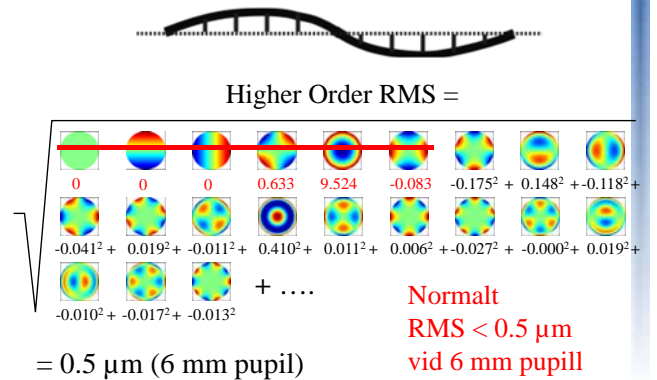 Higher Order RMS =
0 0 0 0.633 9.524 -0.083 -0.175² + 0.148² + -0.118² +
-0.041² + 0.019² + -0.011² + 0.410² + 0.011² + 0.006² + -0.027² + -0.000² + 0.019² +
-0.010² + -0.017² + -0.013² + ....
Normalt
RMS < 0.5 µm
vid 6 mm pupill
= 0.5 µm (6 mm pupil)